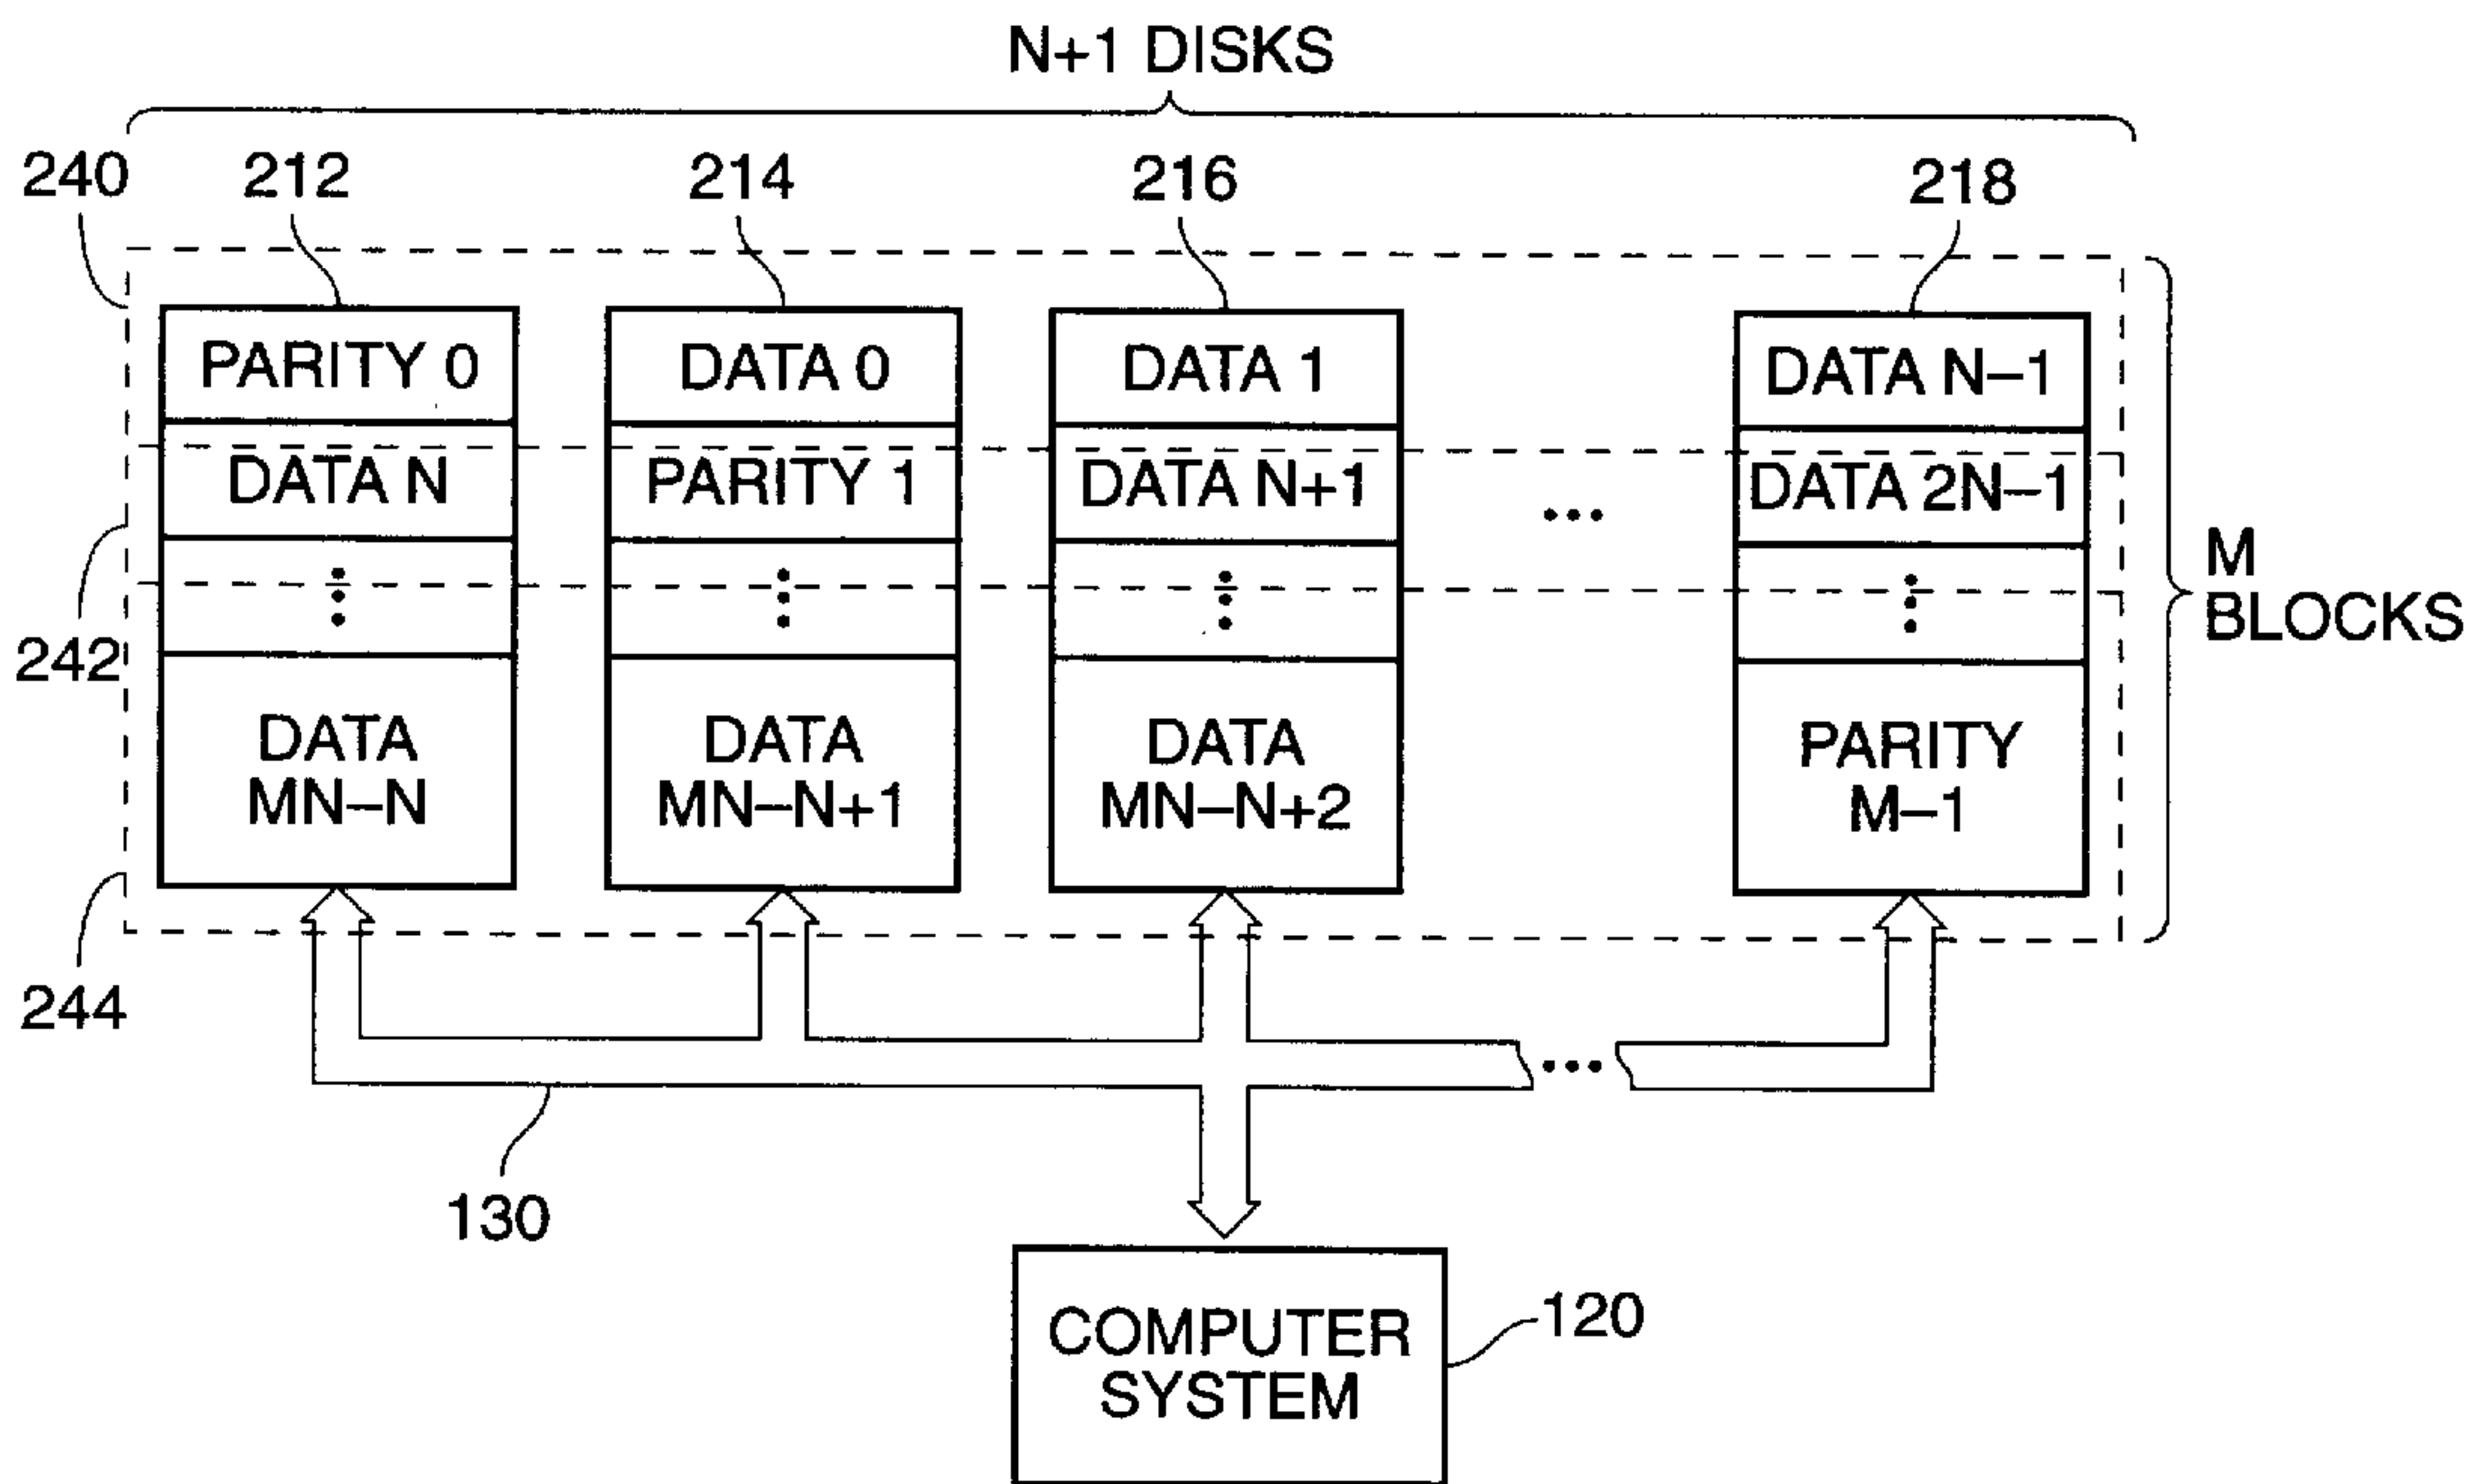 N+1 DISKS
240
212
214
216
218
PARITY 0
DATA 0
DATA 1
DATA N–1
DATA N
PARITY 1
DATA N+1
...
DATA 2N–1
M
BLOCKS
242
DATA
MN–N
DATA
MN–N+1
DATA
MN–N+2
PARITY
M–1
244
...
130
COMPUTER
SYSTEM
120